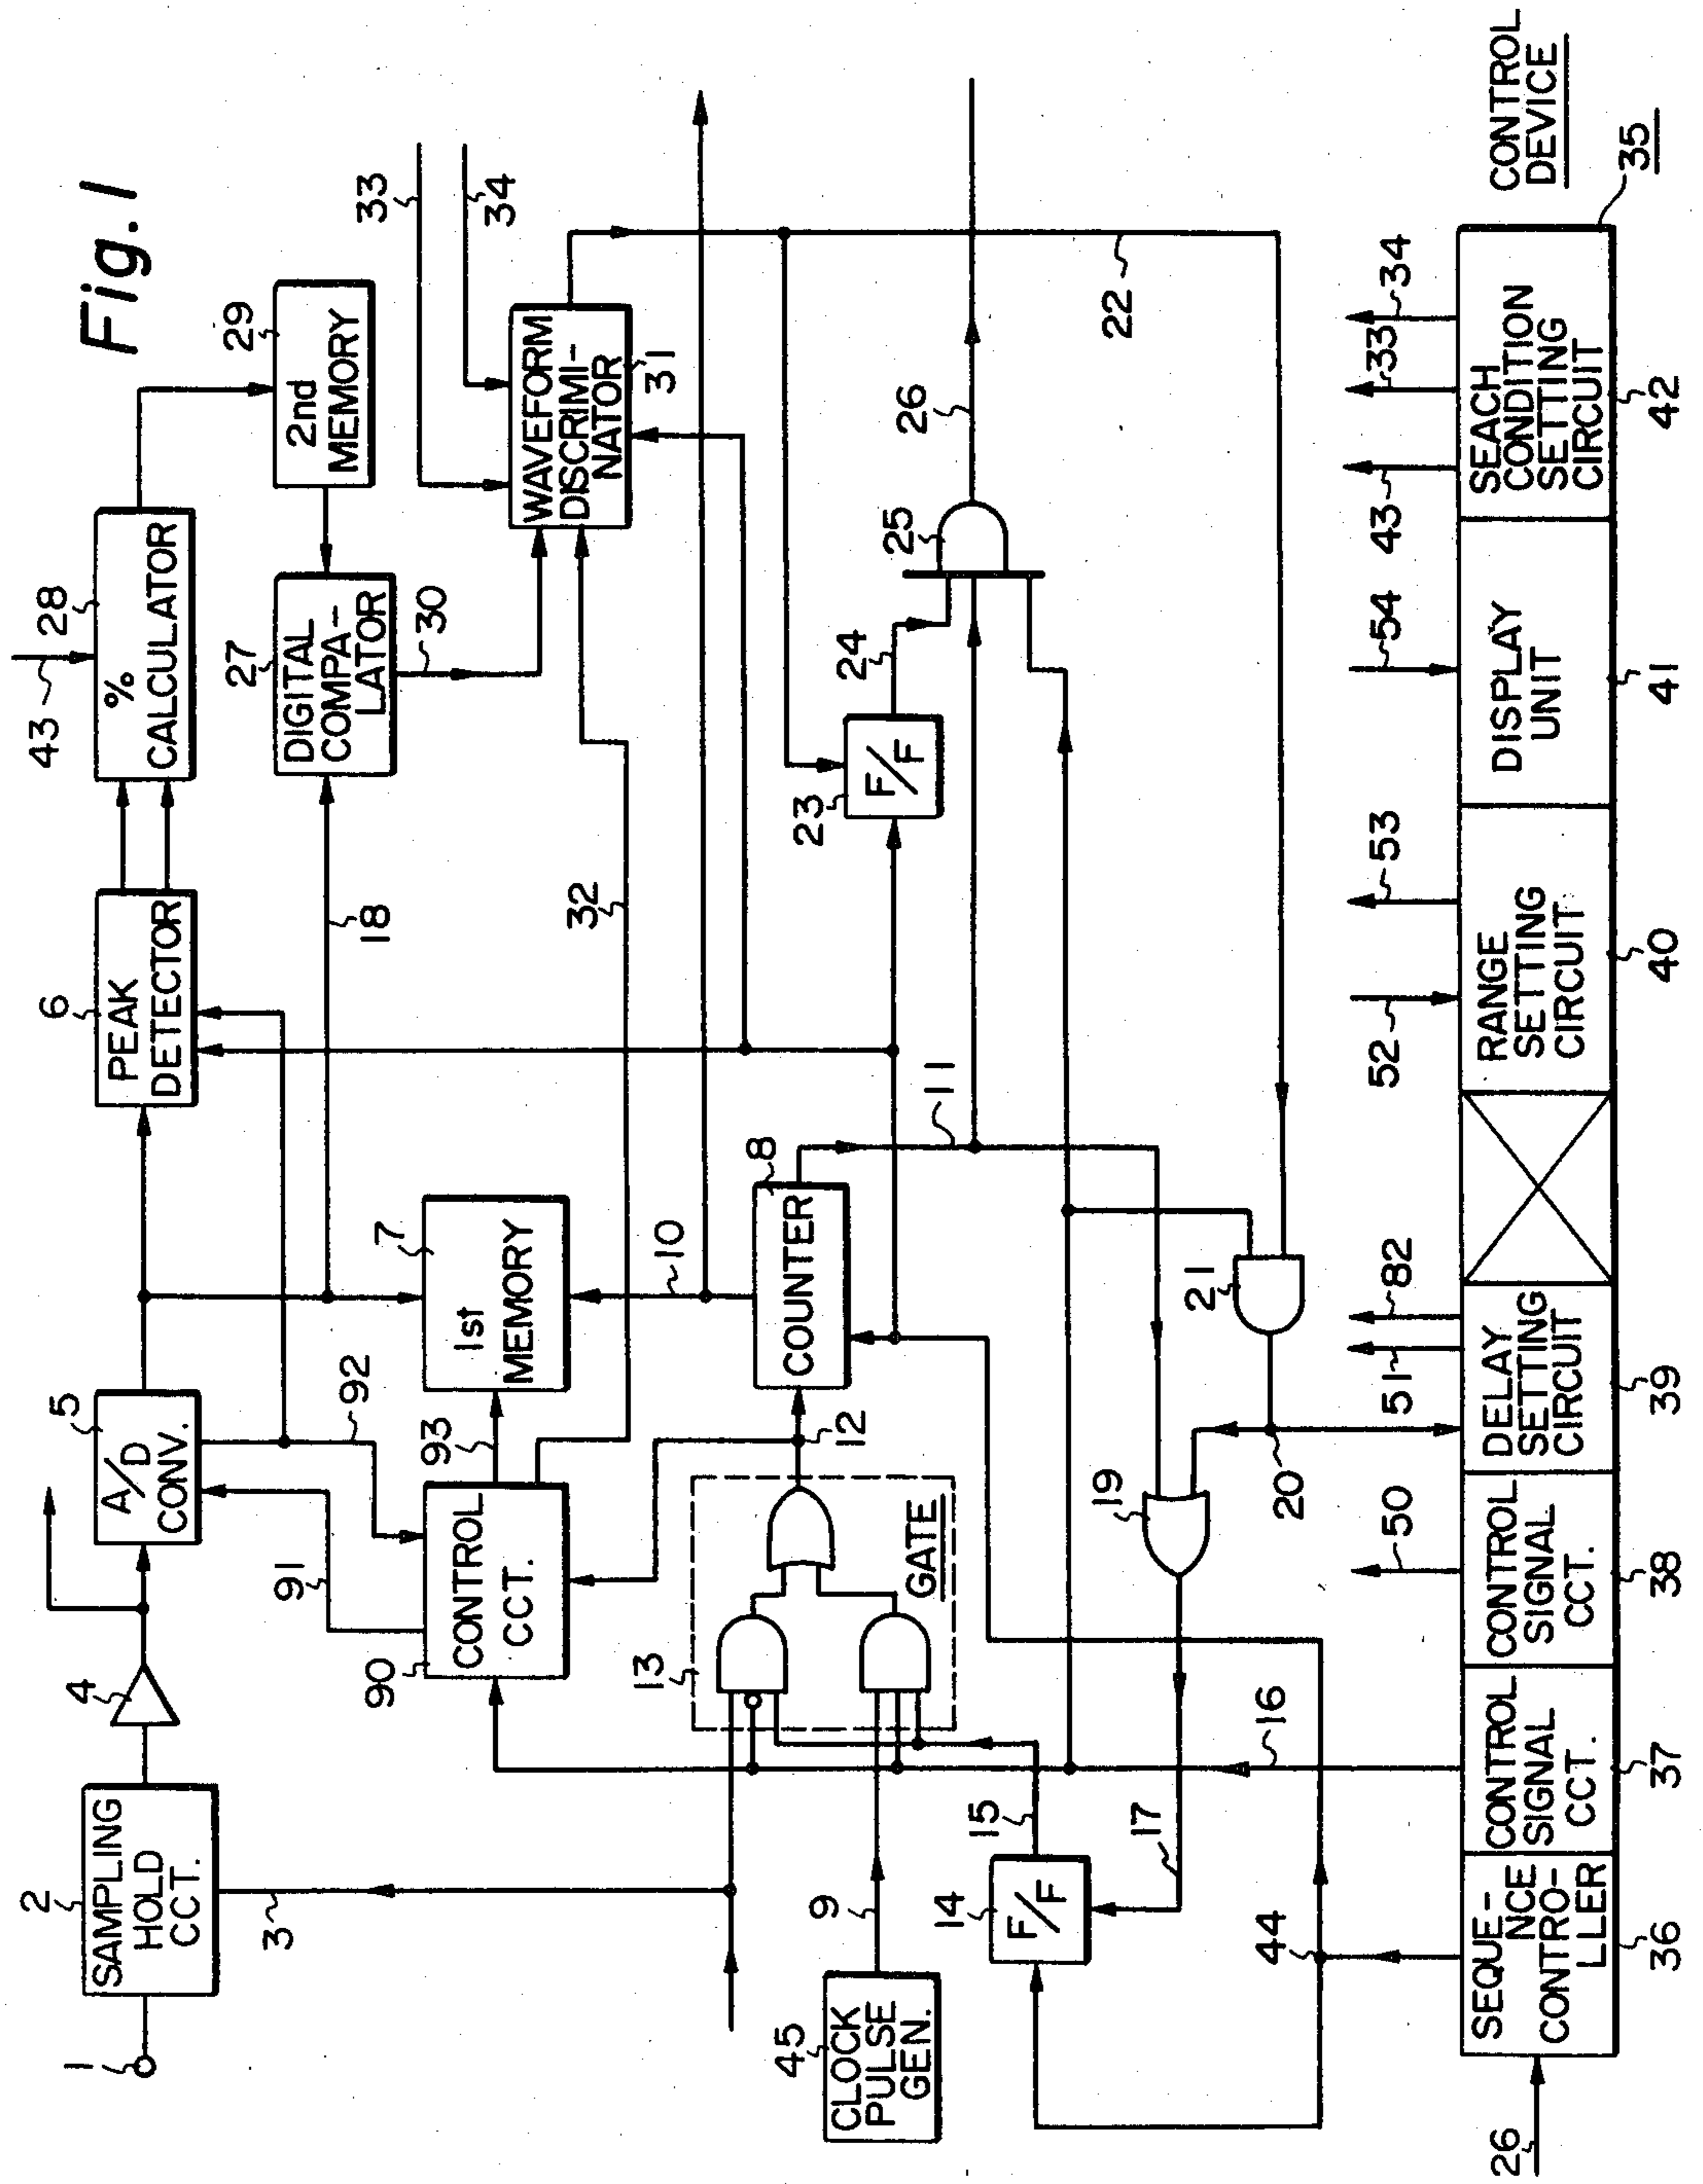 Fig. 1
1
2
SAMPLING
HOLD
CCT.
3
4
5
A/D
CONV.
6
PEAK
DETECTOR
43
28
%
CALCULATOR
29
2nd
MEMORY
27
DIGITAL
COMPA-
LATOR
30
18
33
34
WAVEFORM
DISCRIMI-
NATOR
31
91
92
90
CONTROL
CCT.
93
7
1st
MEMORY
32
10
8
COUNTER
12
13
GATE
45
CLOCK
PULSE
GEN.
9
14
F/F
15
16
17
11
23
F/F
24
25
26
22
19
20
21
44
26
SEQUE-
NCE
CONTRO-
LLER
36
CONTROL
SIGNAL
CCT.
37
50
CONTROL
SIGNAL
CCT.
38
51
82
DELAY
SETTING
CIRCUIT
39
52
53
RANGE
SETTING
CIRCUIT
40
54
DISPLAY
UNIT
41
43
33
34
SEACH
CONDITION
SETTING
CIRCUIT
42
35
CONTROL
DEVICE